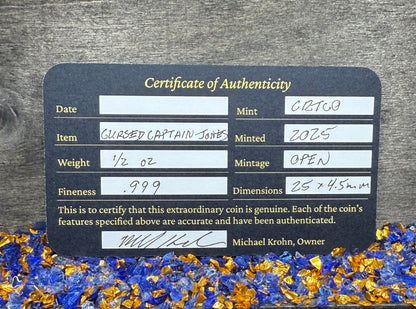 Certificate of Authenticity
Date Mint CRTCO
Item CURSED CAPTAIN JONES Minted 2025
Weight 1/2 oz Mintage OPEN
Fineness .999 Dimensions 25 x 4.5mm
This is to certify that this extraordinary coin is genuine. Each of the coin's
features specified above are accurate and have been authenticated.
Michael Krohn, Owner